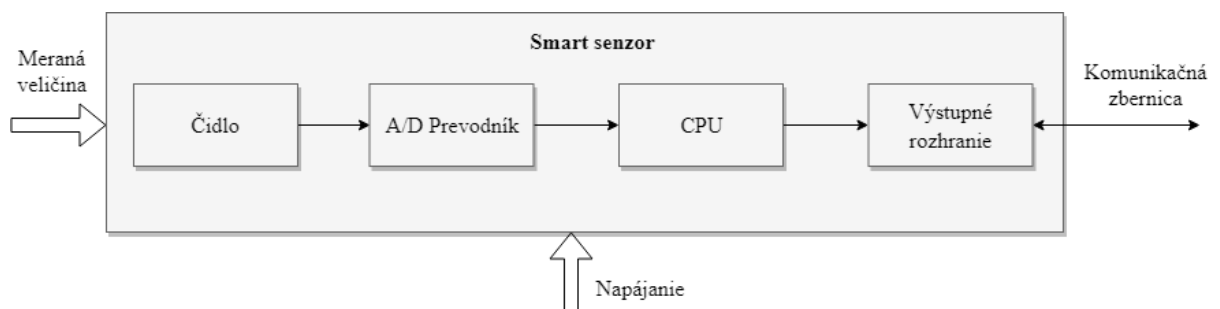 Smart senzor
Meraná
veličina
Čidlo
A/D Prevodník
CPU
Výstupné
rozhranie
Komunikačná
zbernica
Napájanie